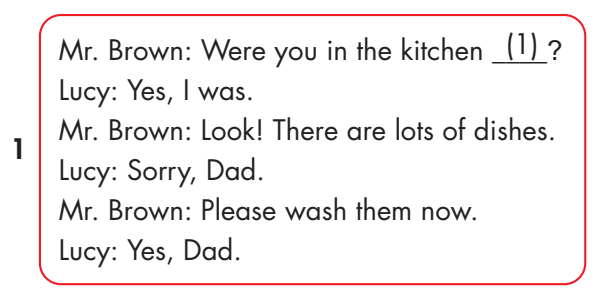 1
Mr. Brown: Were you in the kitchen (1)?
Lucy: Yes, I was.
Mr. Brown: Look! There are lots of dishes.
Lucy: Sorry, Dad.
Mr. Brown: Please wash them now.
Lucy: Yes, Dad.